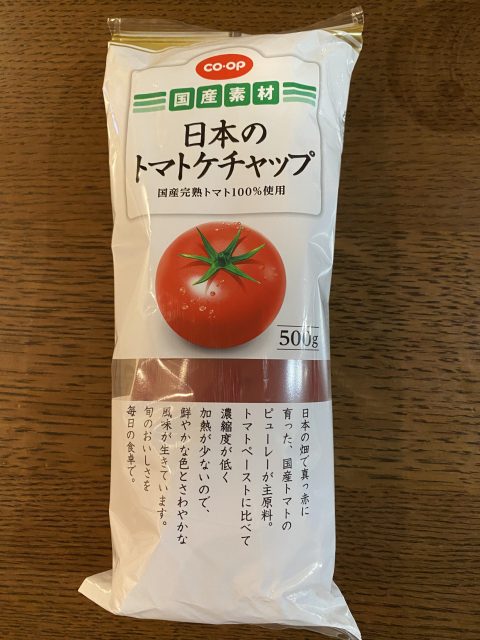 CO・OP
国産素材
日本の
トマトケチャップ
国産完熟トマト100%使用
500g
日本の畑で真っ赤に
育った、国産トマトの
ピューレーが主原料。
トマトペーストに比べて
濃縮度が低く
加熱が少ないので、
鮮やかな色とさわやかな
風味が生きています。
旬のおいしさを
毎日の食卓で。